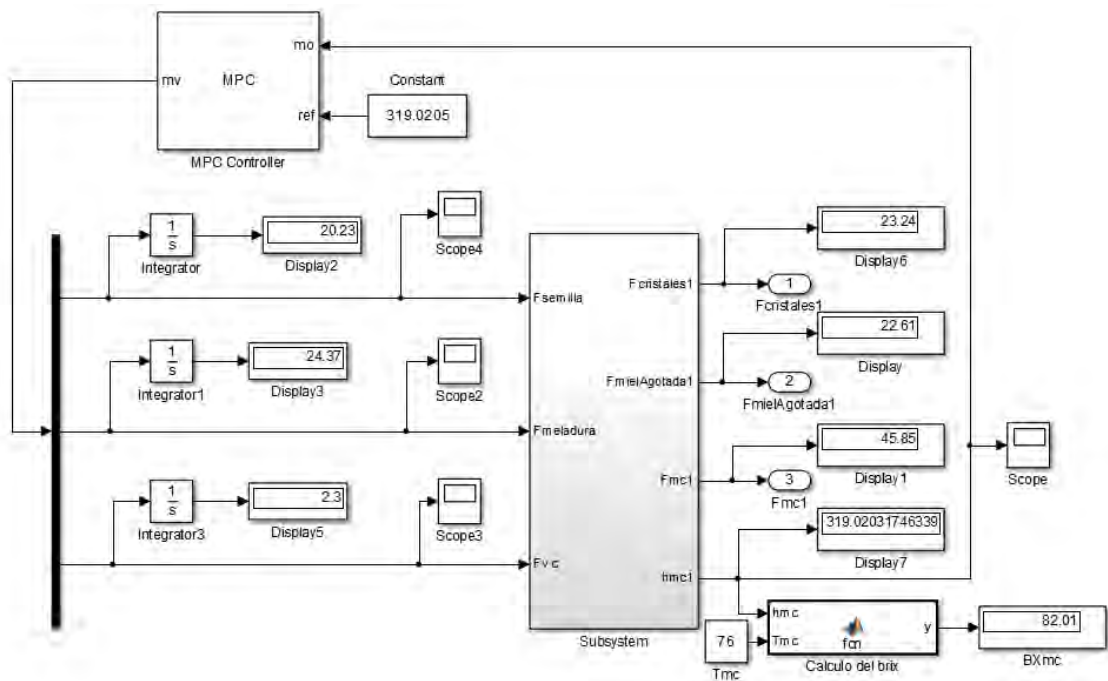 mo
mv
MPC
Constant
ref
319.0205
MPC Controller
1
s
Integrator
20.23
Display2
Scope4
Fsemilla
1
s
Integrator1
24.37
Display3
Scope2
Fmeladura
1
s
Integrator3
2.3
Display5
Scope3
Fvc
Fcristales1
FmielAgotada1
Fmc1
hmc1
Subsystem
23.24
Display6
1
Fcristales1
22.61
Display
2
FmielAgotada1
45.85
Display1
3
Fmc1
Scope
319.02031746339
Display7
76
Tmc
hmc
Tmc
fcn
y
Calculo del brix
82.01
BXmc